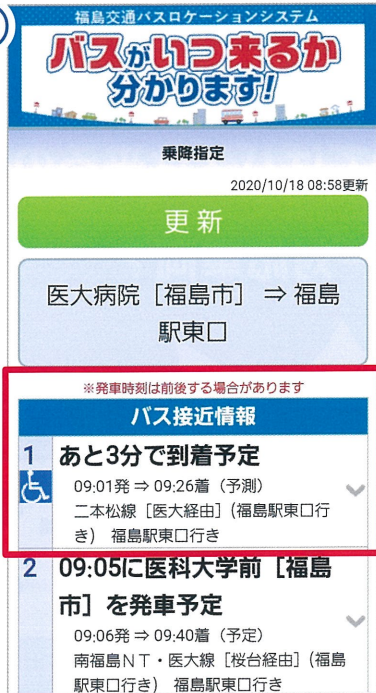 福島交通バスロケーションシステム
バスがいつ来るか
分かります!
乗降指定
2020/10/18 08:58更新
更新
医大病院［福島市］ ⇒ 福島
駅東口
※発車時刻は前後する場合があります
バス接近情報
1 あと3分で到着予定
09:01発 ⇒ 09:26着（予測）
二本松線［医大経由］(福島駅東口行
き) 福島駅東口行き
2 09:05に医科大学前［福島
市］を発車予定
09:06発 ⇒ 09:40着（予定）
南福島NT・医大線［桜台経由］(福島
駅東口行き) 福島駅東口行き